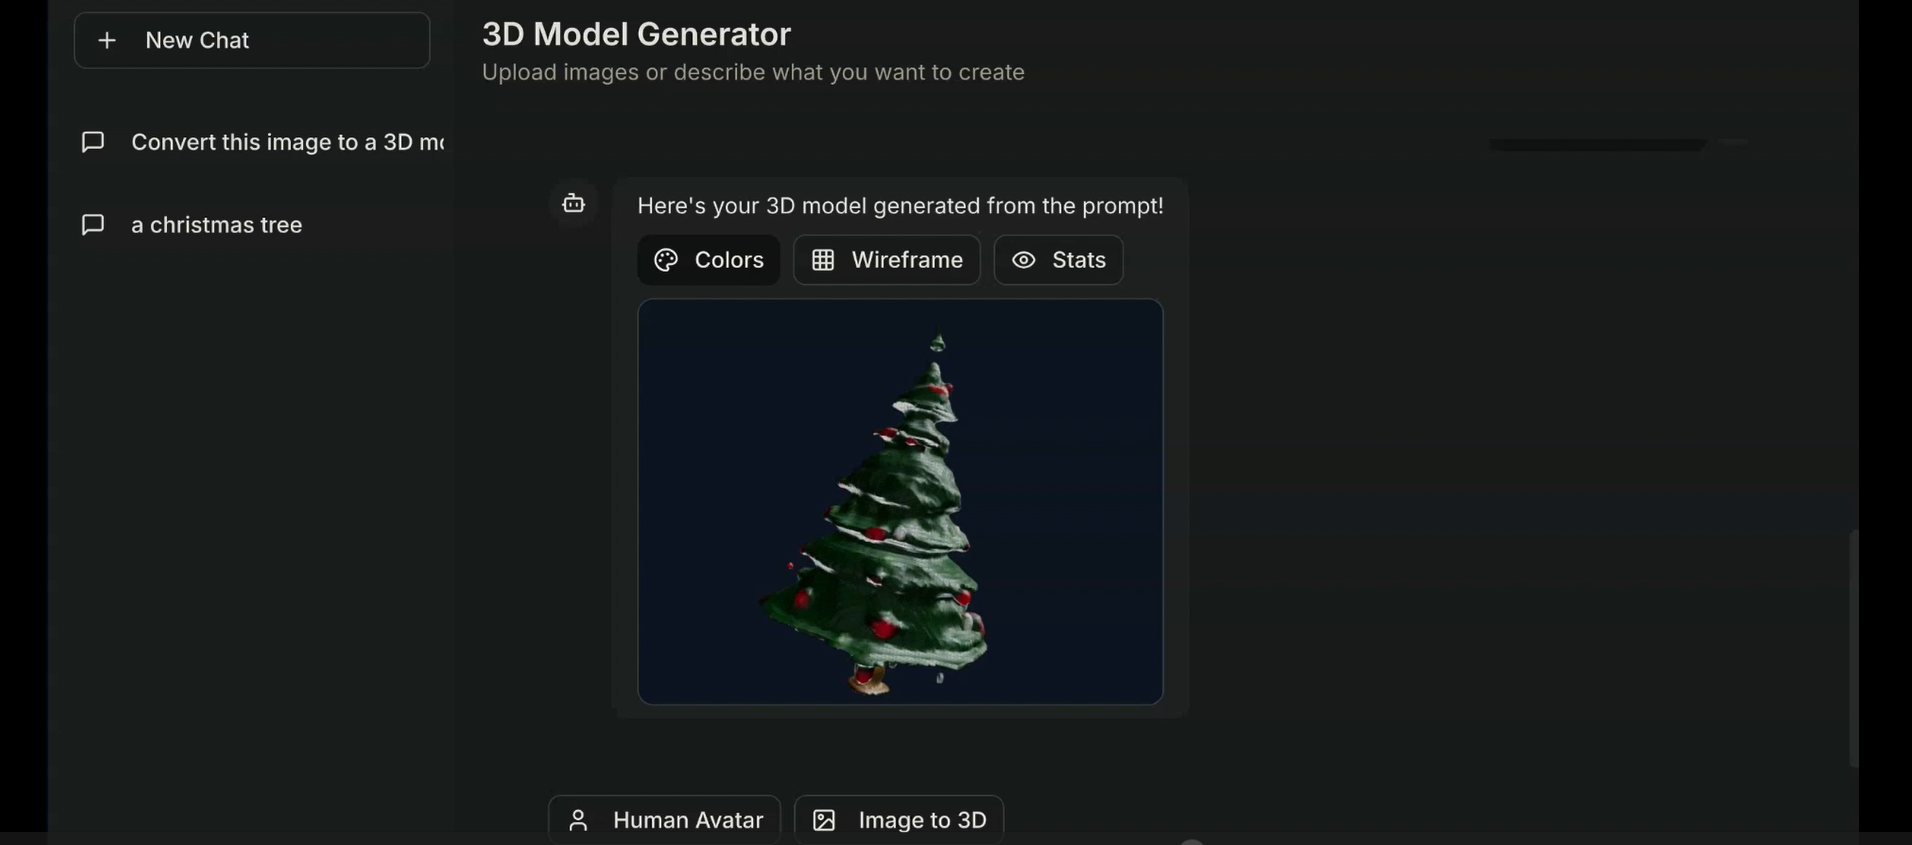 New Chat
Convert this image to a 3D
a christmas tree
3D Model Generator
Upload images or describe what you want to create
Here's your 3D model generated from the prompt!
Colors
Wireframe
Stats
Human Avatar
Image to 3D